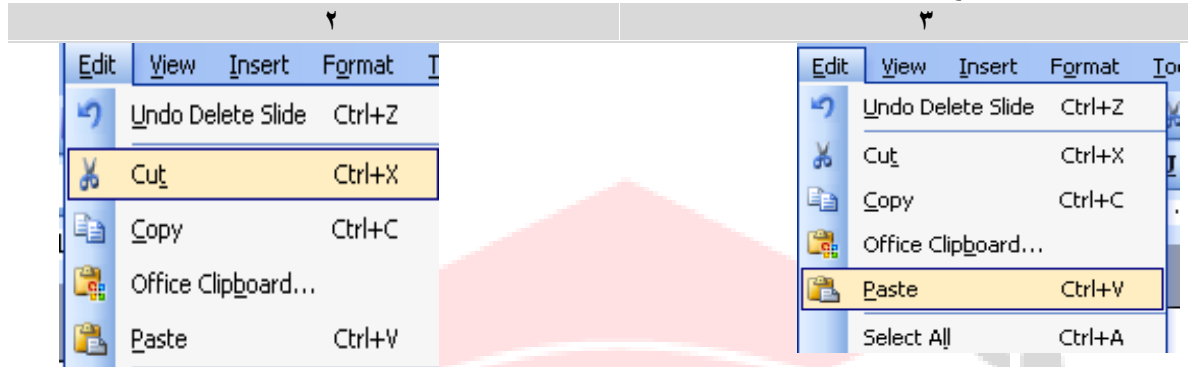 ٢
٣
Edit View Insert Format
Undo Delete Slide Ctrl+Z
Cut Ctrl+X
Copy Ctrl+C
Office Clipboard...
Paste Ctrl+V
Edit View Insert Format
Undo Delete Slide Ctrl+Z
Cut Ctrl+X
Copy Ctrl+C
Office Clipboard...
Paste Ctrl+V
Select All Ctrl+A